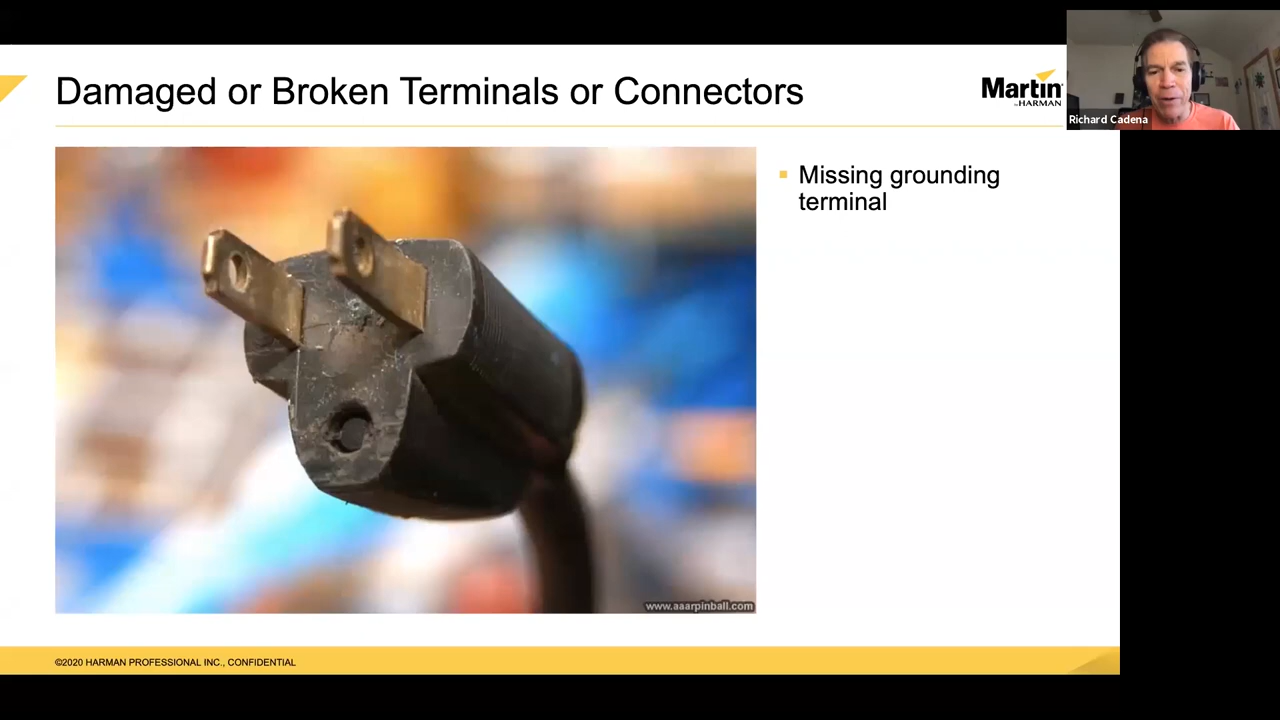 Damaged or Broken Terminals or Connectors
Martin
by HARMAN
Richard Cadena
Missing grounding
terminal
www.aaarpinball.com
©2020 HARMAN PROFESSIONAL INC., CONFIDENTIAL